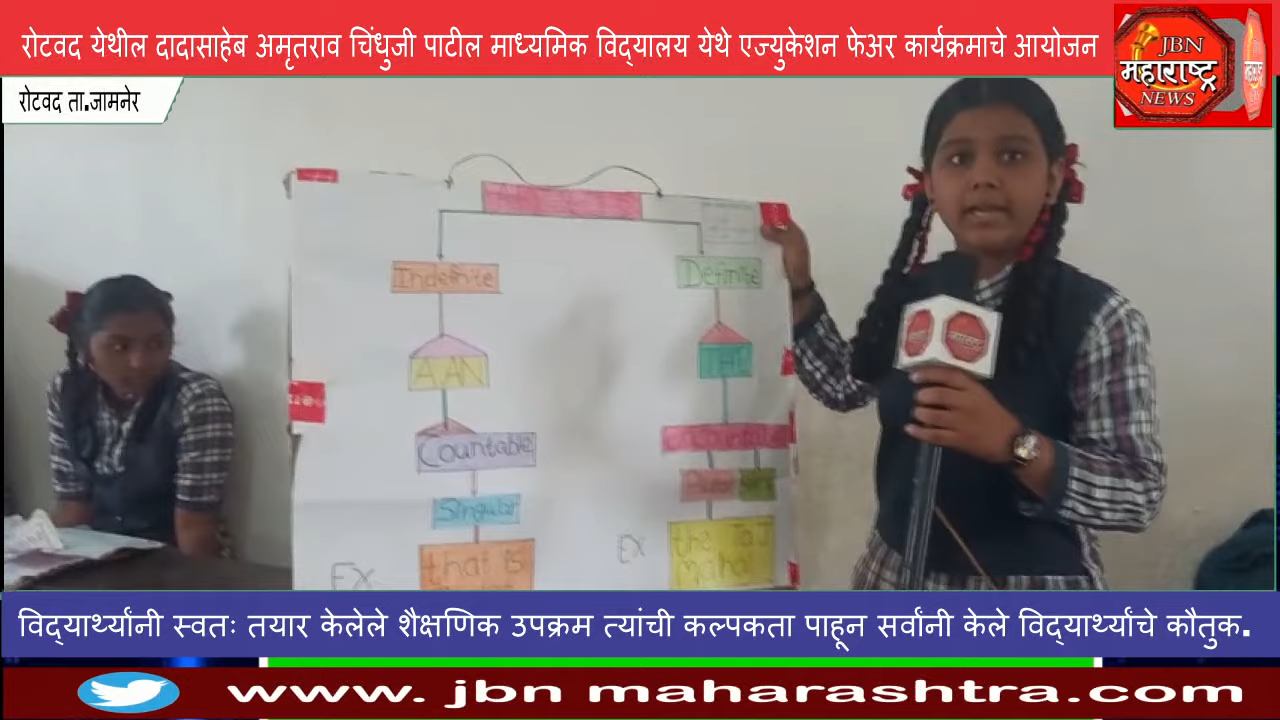 रोटवद येथील दादासाहेब अमृतराव चिंधुजी पाटील माध्यमिक विद्यालय येथे एज्युकेशन फेअर कार्यक्रमाचे आयोजन
JBN
महाराष्ट्र
NEWS
रोटवद ता.जामनेर
Indefinite
Definite
A AN
THE
Countable
Singular
that is
EX
EX
the Taj
mahal
विद्यार्थ्यांनी स्वतः तयार केलेले शैक्षणिक उपक्रम त्यांची कल्पकता पाहून सर्वांनी केले विद्यार्थ्यांचे कौतुक.
www. jbn maharashtra.com